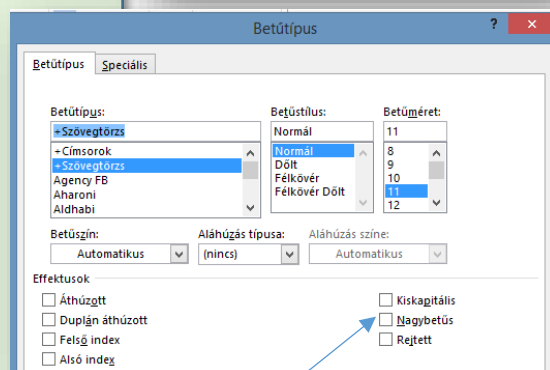 Betűtípus
?
Betűtípus Speciális
Betűtípus: Betűstílus: Betűméret:
+Szövegtörzs Normál 11
+Címsorok Normál 8
+Szövegtörzs Dőlt 9
Agency FB Félkövér 10
Aharoni Félkövér Dőlt 11
Aldhabi 12
Betűszín: Aláhúzás típusa: Aláhúzás színe:
Automatikus (nincs) Automatikus
Effektusok
Áthúzott Kiskapitális
Duplán áthúzott Nagybetűs
Felső index Rejtett
Alsó index